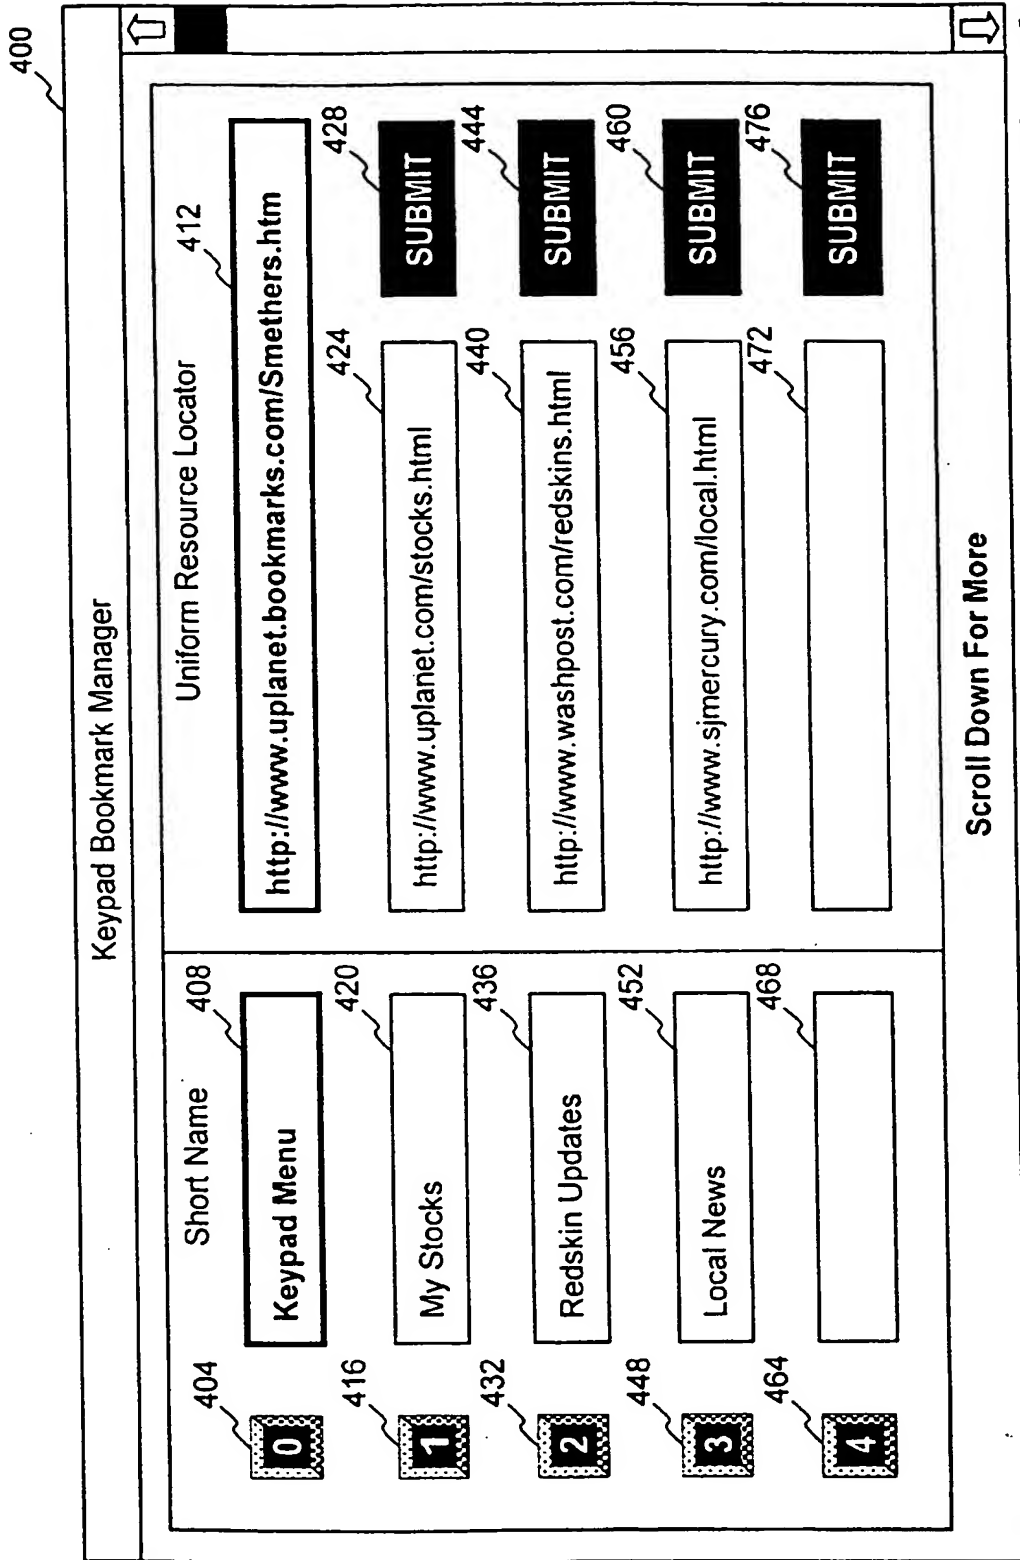 400
Keypad Bookmark Manager
Short Name
Uniform Resource Locator
404
408
412
0
Keypad Menu
http://www.uplanet.bookmarks.com/Smethers.htm
416
420
424
428
1
My Stocks
http://www.uplanet.com/stocks.html
SUBMIT
432
436
440
444
2
Redskin Updates
http://www.washpost.com/redskins.html
SUBMIT
448
452
456
460
3
Local News
http://www.sjmercury.com/local.html
SUBMIT
464
468
472
476
4
SUBMIT
Scroll Down For More